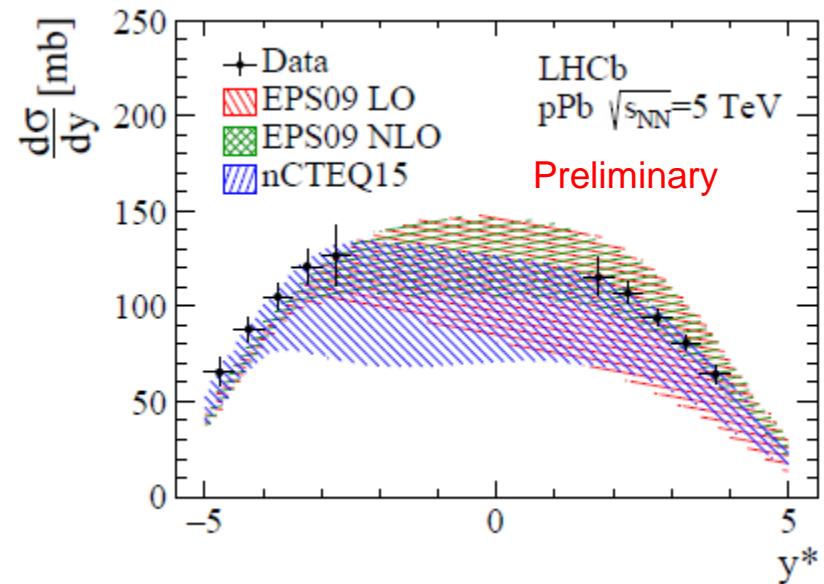 250
200
150
100
50
0
dσ/dy [mb]
Data
EPS09 LO
EPS09 NLO
nCTEQ15
LHCb
pPb √s_NN=5 TeV
Preliminary
−5 0 5
y*